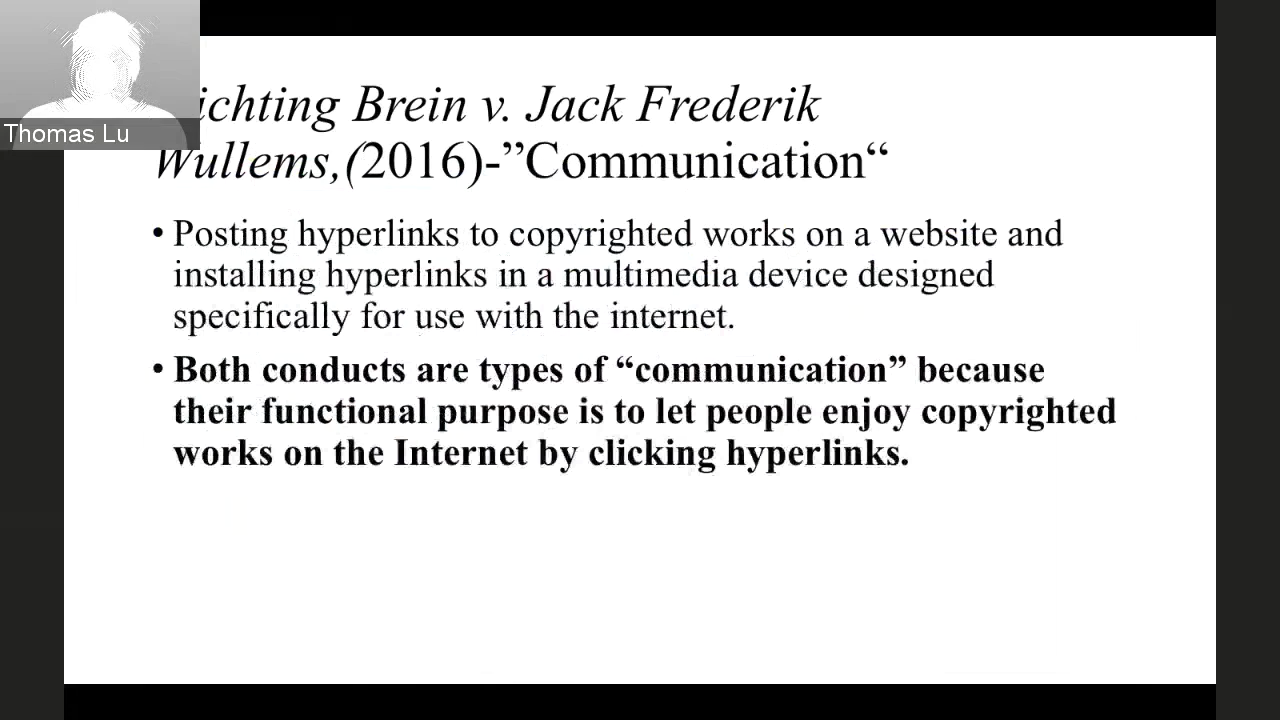 Thomas Lu
ichting Brein v. Jack Frederik
Wullems,(2016)-”Communication“
• Posting hyperlinks to copyrighted works on a website and
installing hyperlinks in a multimedia device designed
specifically for use with the internet.
• Both conducts are types of “communication” because
their functional purpose is to let people enjoy copyrighted
works on the Internet by clicking hyperlinks.